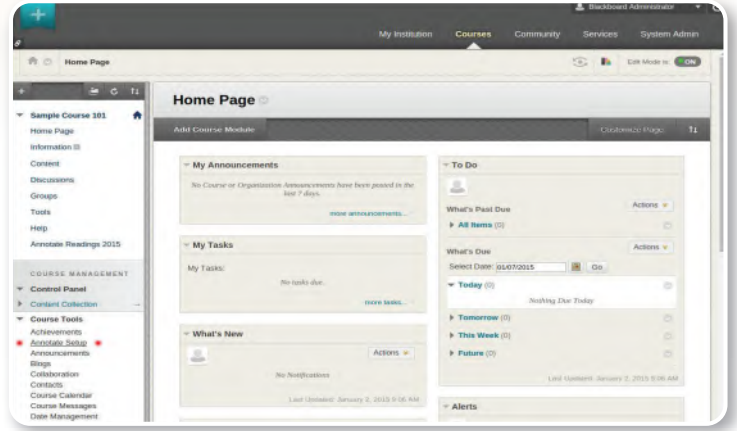 Blackboard Administrator
My Institution Courses Community Services System Admin
Home Page
Edit Mode is: ON
Sample Course 101
Home Page
Information
Content
Discussions
Groups
Tools
Help
Annotate Readings 2015
COURSE MANAGEMENT
Control Panel
Content Collection
Course Tools
Achievements
Annotate Setup
Announcements
Blogs
Collaboration
Contacts
Course Calendar
Course Messages
Date Management
Home Page
Add Course Module
Customize Page
My Announcements
No Course or Organization Announcements have been posted in the
last 7 days.
more announcements...
My Tasks
My Tasks:
No tasks due.
more tasks...
What's New
Actions
No Notifications
Last Updated: January 2, 2015 9:06 AM
To Do
What's Past Due
Actions
All Items (0)
What's Due
Actions
Select Date: 01/07/2015 Go
Today (0)
Nothing Due Today
Tomorrow (0)
This Week (0)
Future (0)
Last Updated: January 2, 2015 9:06 AM
Alerts